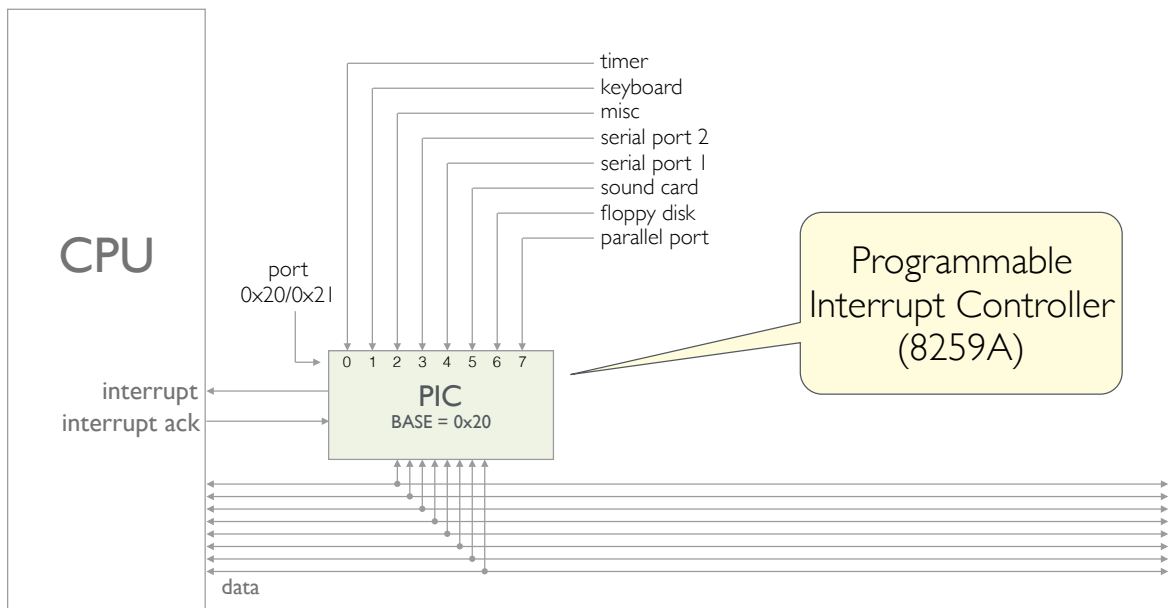 timer
keyboard
misc
serial port 2
serial port 1
sound card
floppy disk
parallel port
CPU
port
0x20/0x21
Programmable
Interrupt Controller
(8259A)
0 1 2 3 4 5 6 7
PIC
BASE = 0x20
interrupt
interrupt ack
data